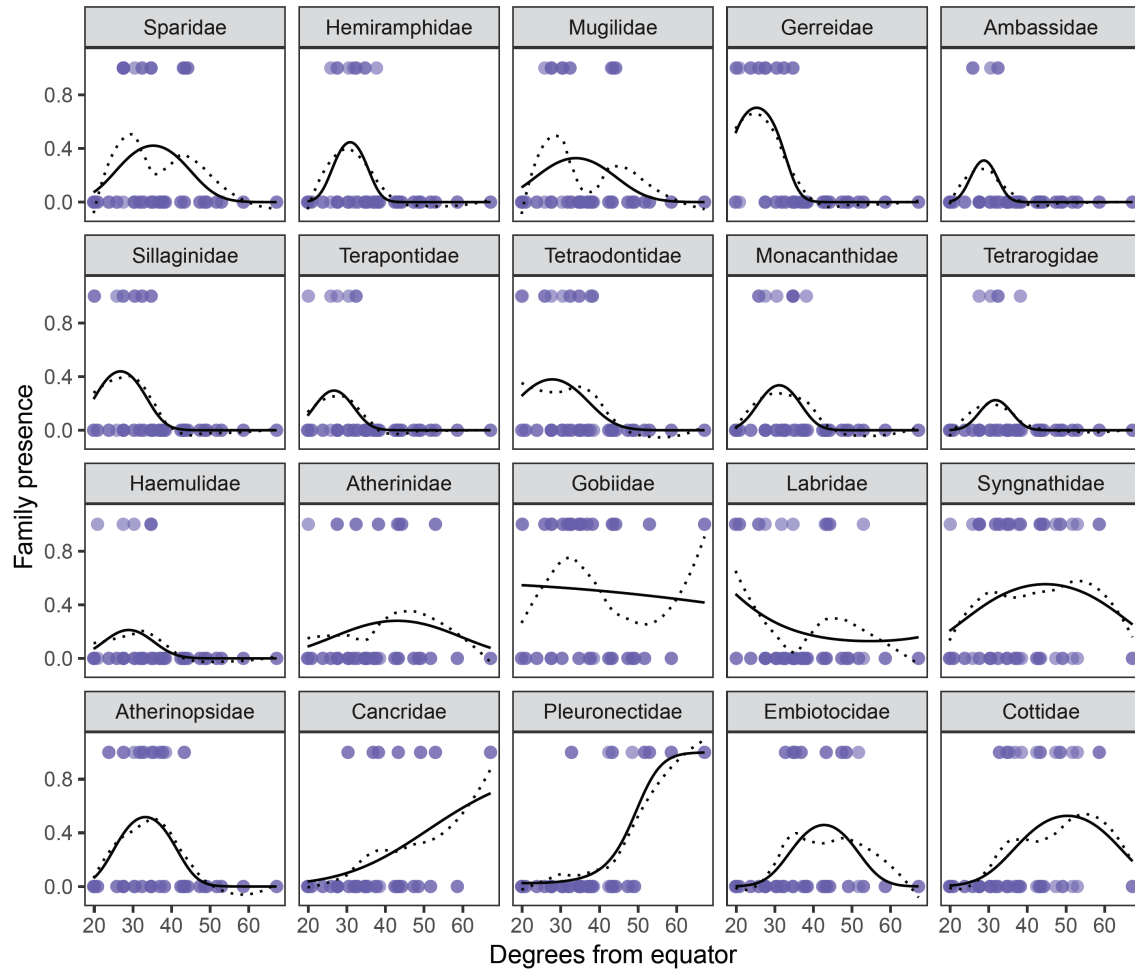 Sparidae Hemiramphidae Mugilidae Gerreidae Ambassidae
0.8
0.4
0.0
Sillaginidae Terapontidae Tetraodontidae Monacanthidae Tetrarogidae
0.8
0.4
0.0
Haemulidae Atherinidae Gobiidae Labridae Syngnathidae
0.8
0.4
0.0
Atherinopsidae Cancridae Pleuronectidae Embiotocidae Cottidae
0.8
0.4
0.0
20 30 40 50 60 20 30 40 50 60 20 30 40 50 60 20 30 40 50 60 20 30 40 50 60
Family presence
Degrees from equator